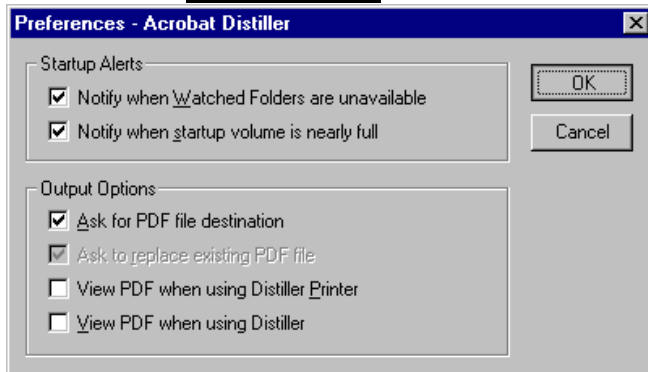 Preferences - Acrobat Distiller
Startup Alerts
Notify when Watched Folders are unavailable
Notify when startup volume is nearly full
OK
Cancel
Output Options
Ask for PDF file destination
Ask to replace existing PDF file
View PDF when using Distiller Printer
View PDF when using Distiller